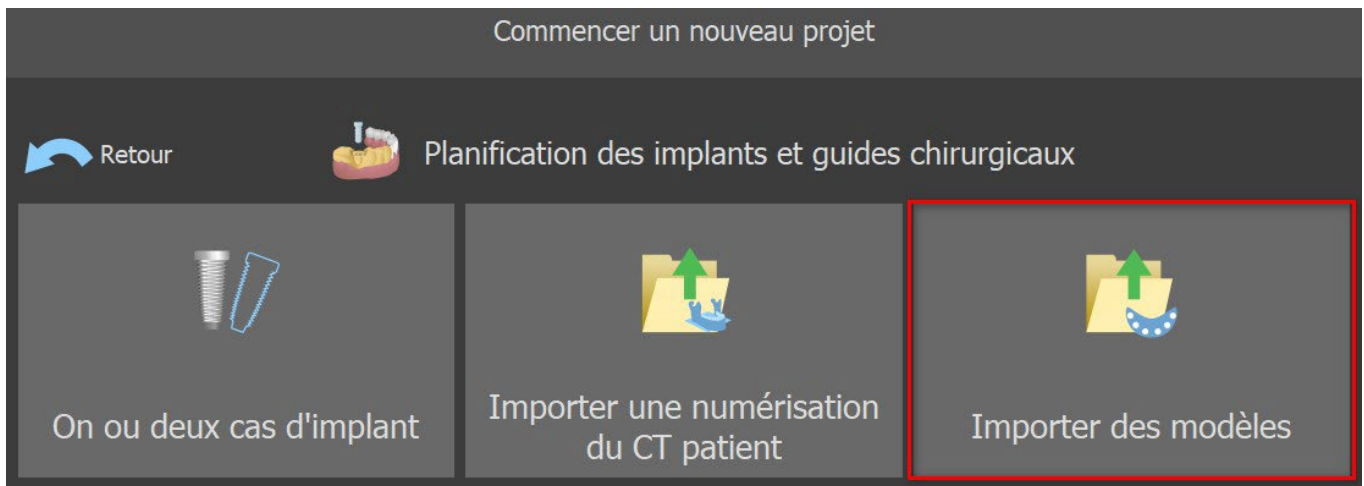 Commencer un nouveau projet
Retour
Planification des implants et guides chirurgicaux
On ou deux cas d'implant
Importer une numérisation
du CT patient
Importer des modèles